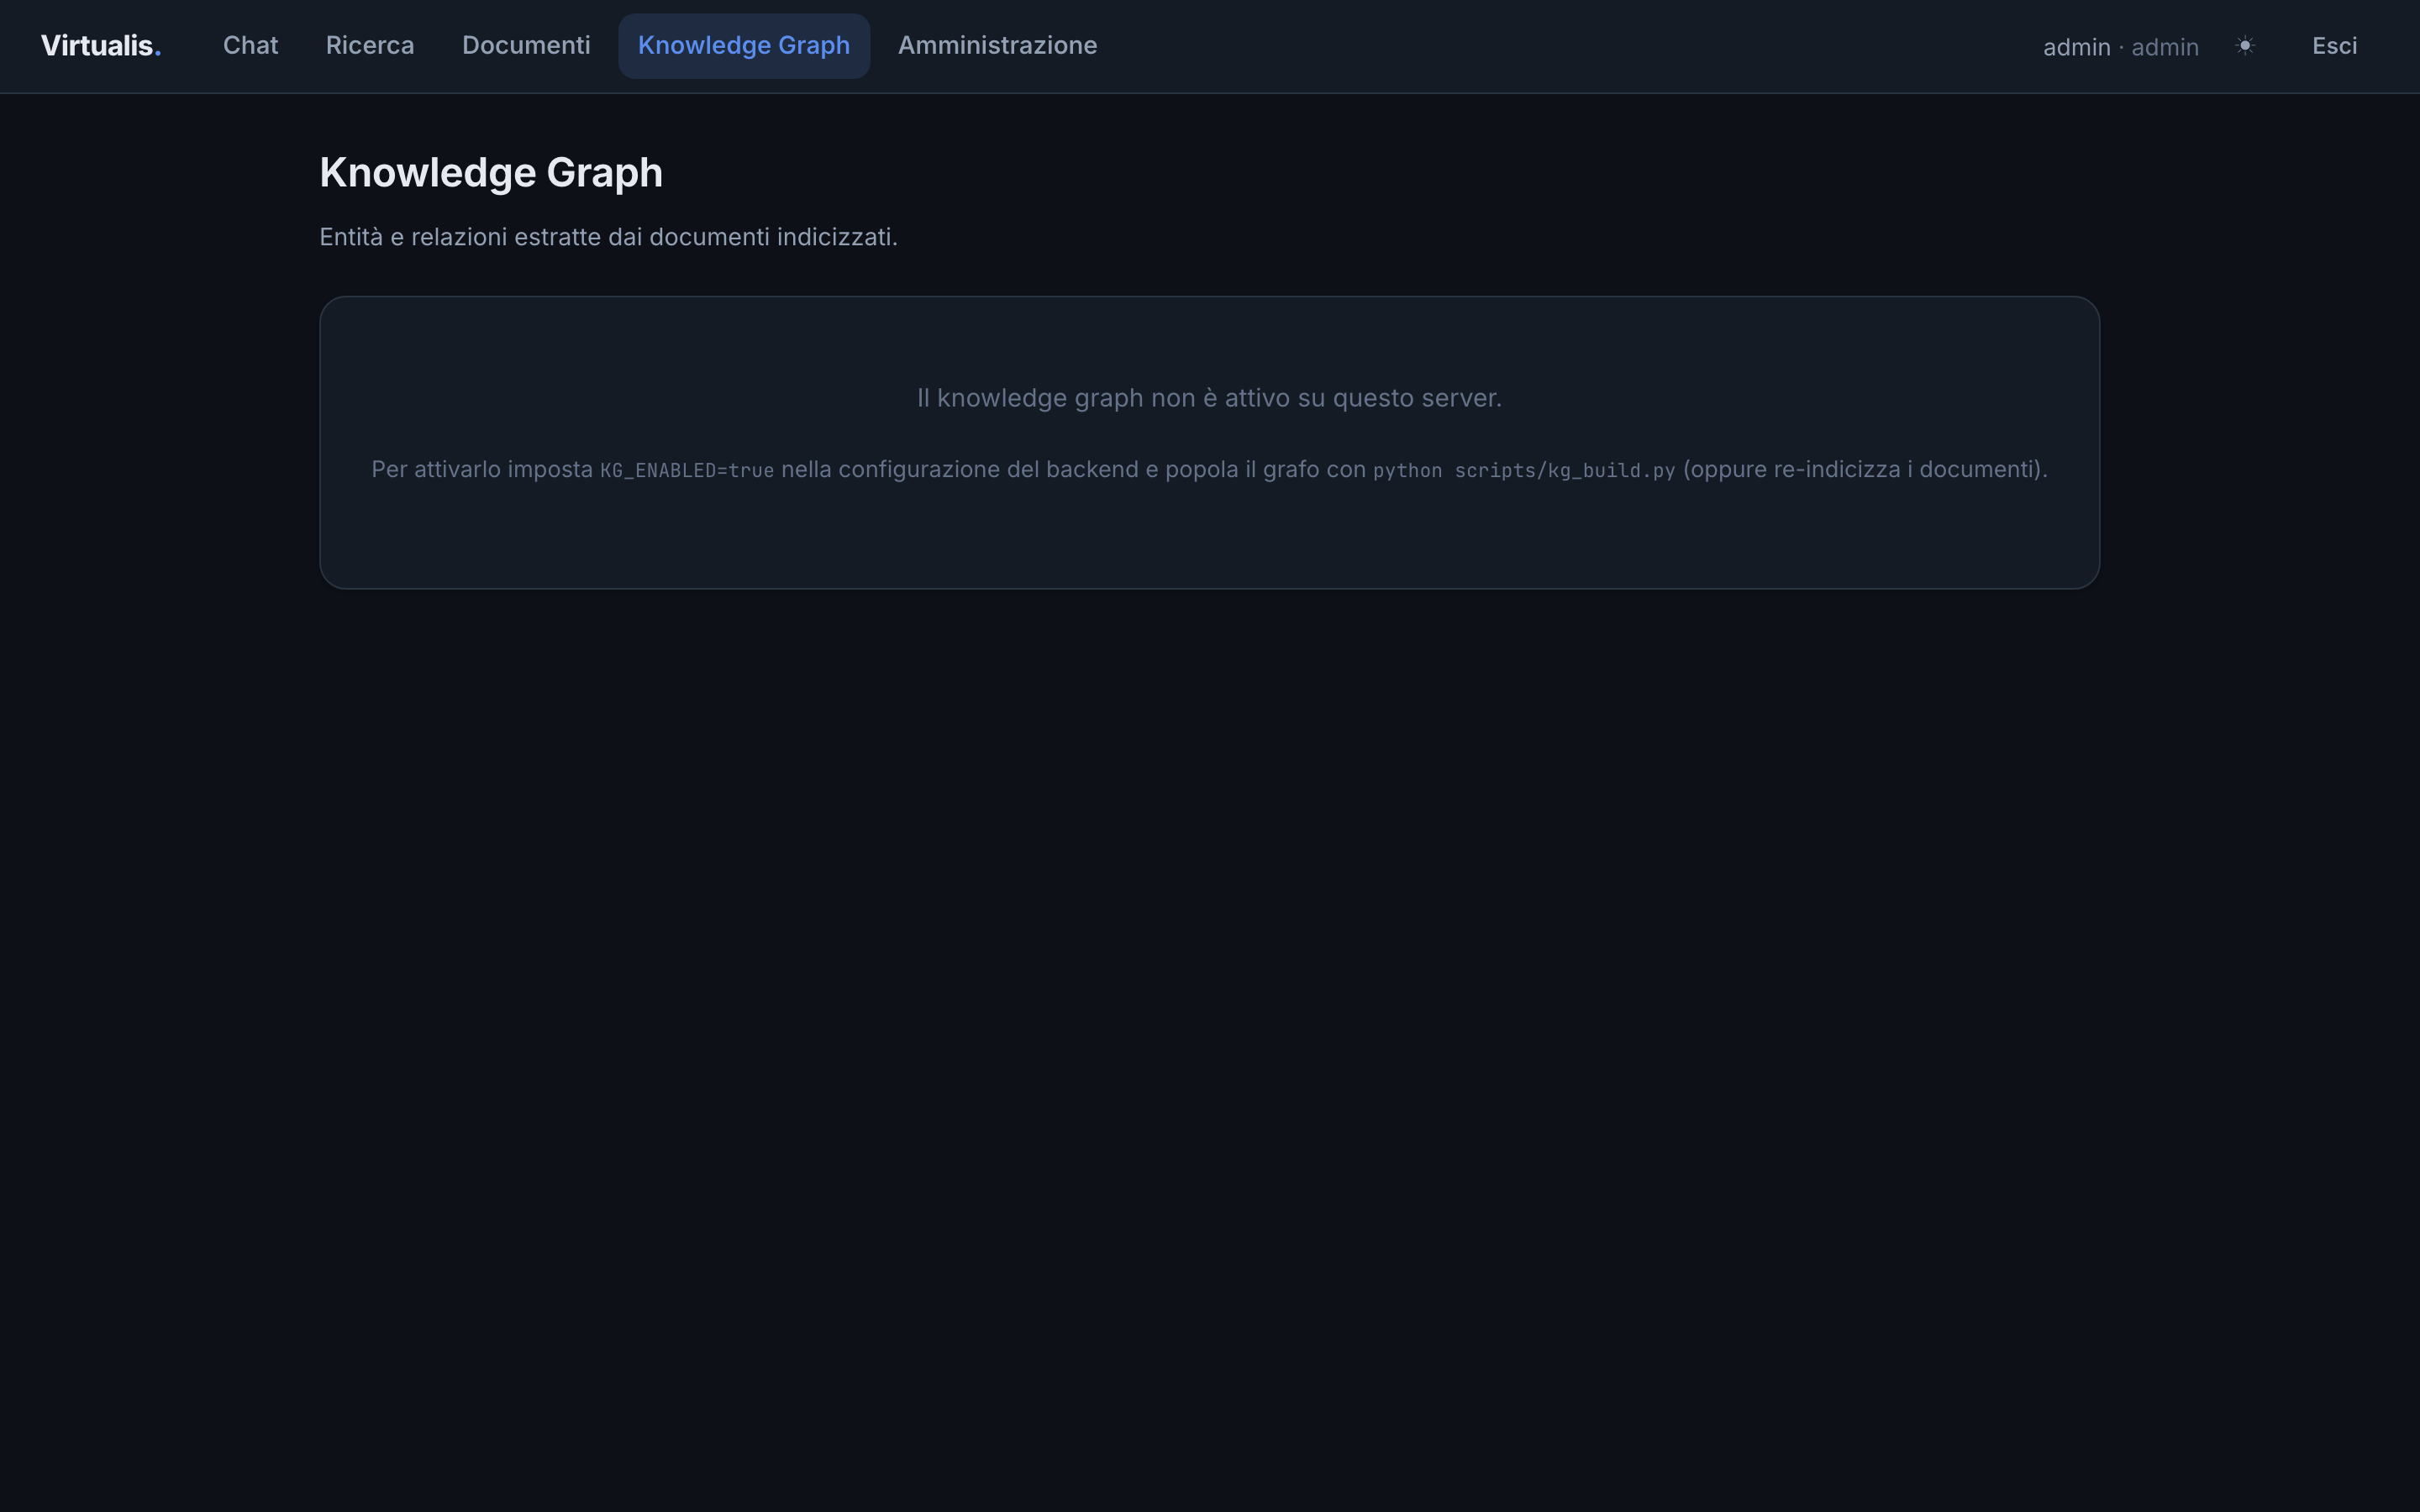 Virtualis. Chat Ricerca Documenti Knowledge Graph Amministrazione admin · admin Esci
Knowledge Graph
Entità e relazioni estratte dai documenti indicizzati.
Il knowledge graph non è attivo su questo server.
Per attivarlo imposta KG_ENABLED=true nella configurazione del backend e popola il grafo con python scripts/kg_build.py (oppure re-indicizza i documenti).